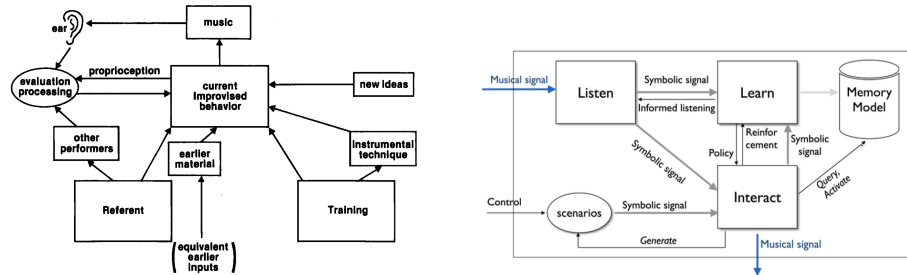 music
ear
proprioception
evaluation
processing
current
improvised
behavior
new ideas
other
performers
earlier
material
instrumental
technique
Referent
Training
(equivalent
earlier
inputs)
Musical signal
Listen
Symbolic signal
Informed listening
Learn
Memory
Model
Policy
Reinfor
cement
Symbolic
signal
Symbolic signal
Interact
Query,
Activate
Control
scenarios
Symbolic signal
Generate
Musical signal